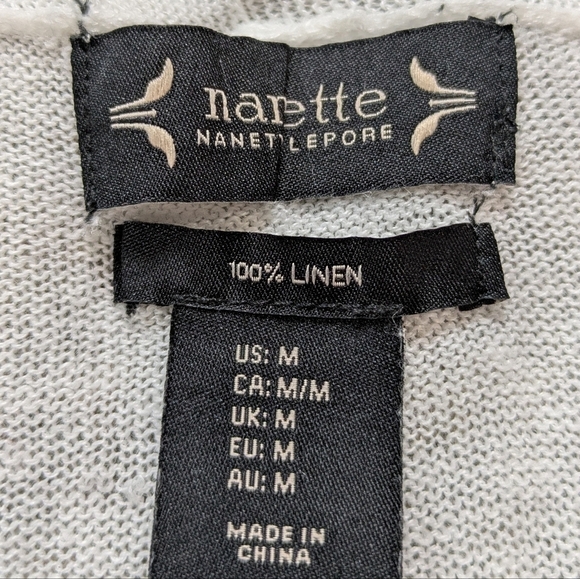 nanette
NANETTE LEPORE
100% LINEN
US: M
CA: M/M
UK: M
EU: M
AU: M
MADE IN
CHINA